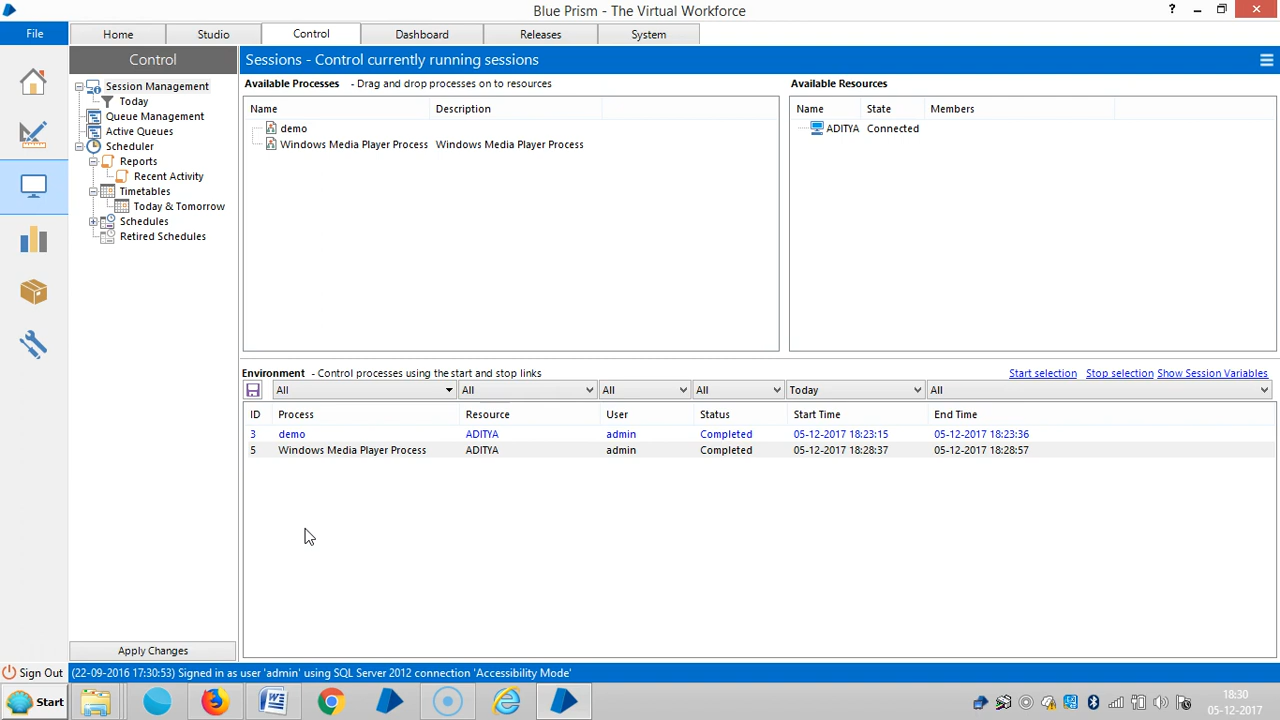 Blue Prism - The Virtual Workforce
?
File
Home
Studio
Control
Dashboard
Releases
System
Control
Sessions - Control currently running sessions
Session Management
Today
Queue Management
Active Queues
Scheduler
Reports
Recent Activity
Timetables
Today & Tomorrow
Schedules
Retired Schedules
Apply Changes
Available Processes - Drag and drop processes on to resources
Name Description
demo
Windows Media Player Process Windows Media Player Process
Available Resources
Name State Members
ADITYA Connected
Environment - Control processes using the start and stop links
Start selection Stop selection Show Session Variables
All All All All Today All
ID Process Resource User Status Start Time End Time
3 demo ADITYA admin Completed 05-12-2017 18:23:15 05-12-2017 18:23:36
5 Windows Media Player Process ADITYA admin Completed 05-12-2017 18:28:37 05-12-2017 18:28:57
Sign Out
(22-09-2016 17:30:53) Signed in as user 'admin' using SQL Server 2012 connection 'Accessibility Mode'
Start
18:30
05-12-2017